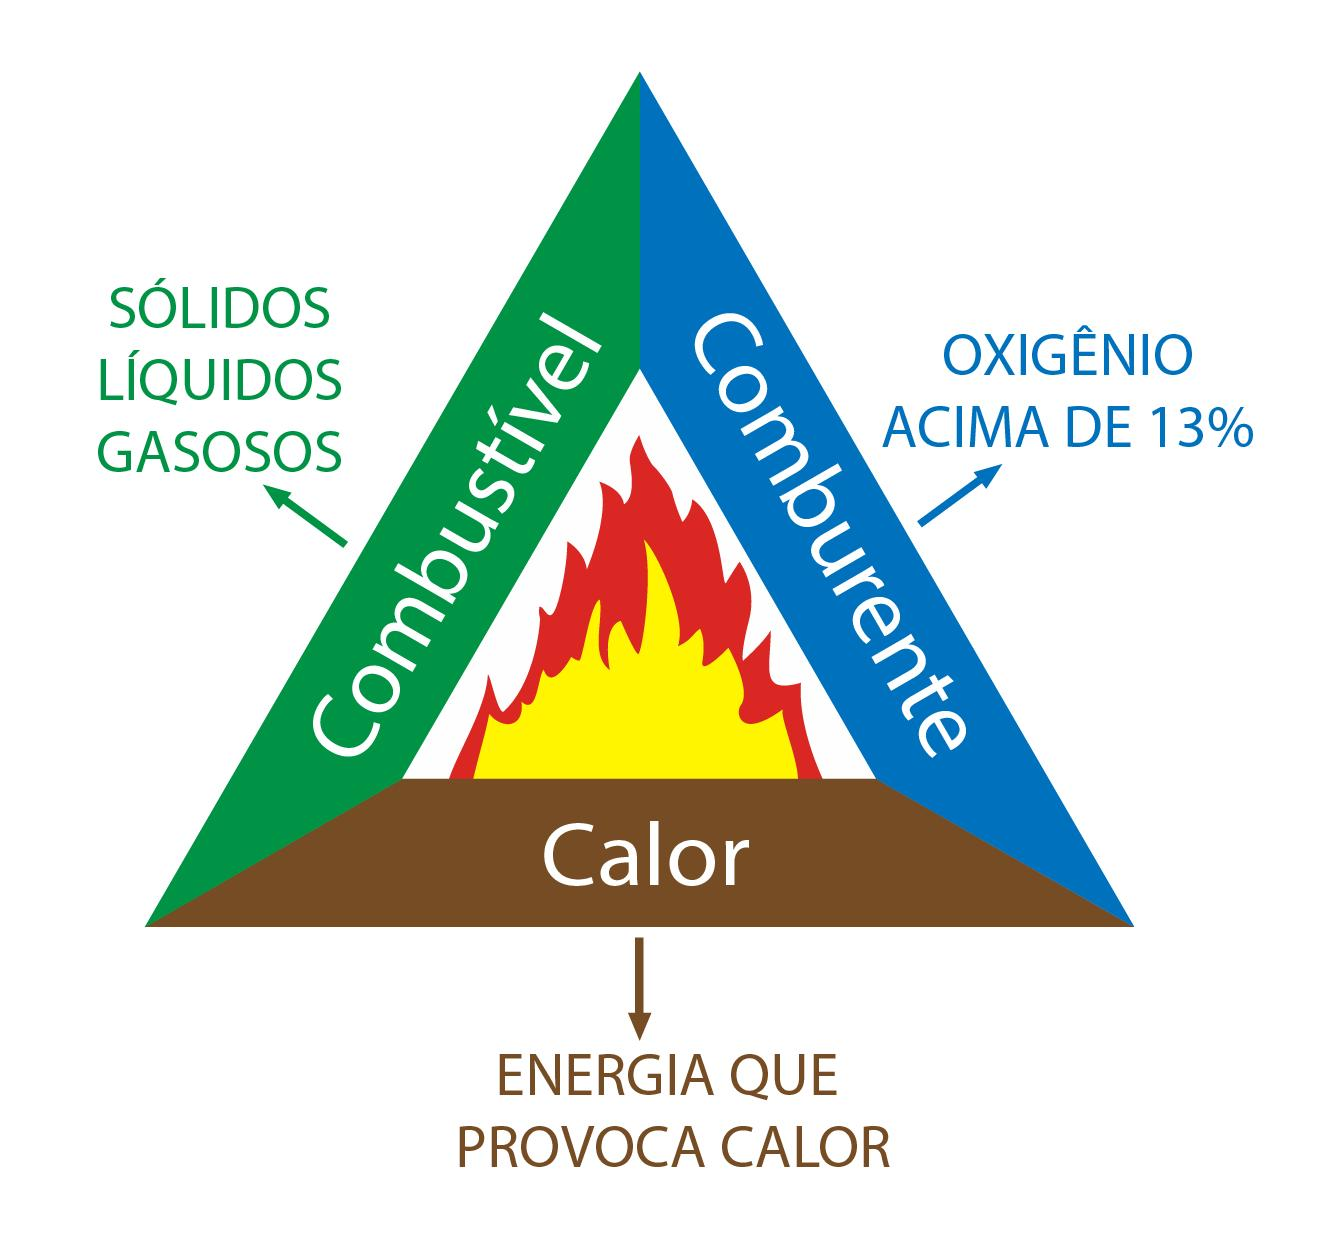 SÓLIDOS
LÍQUIDOS
GASOSOS
Combustível
Comburente
OXIGÊNIO
ACIMA DE 13%
Calor
ENERGIA QUE
PROVOCA CALOR